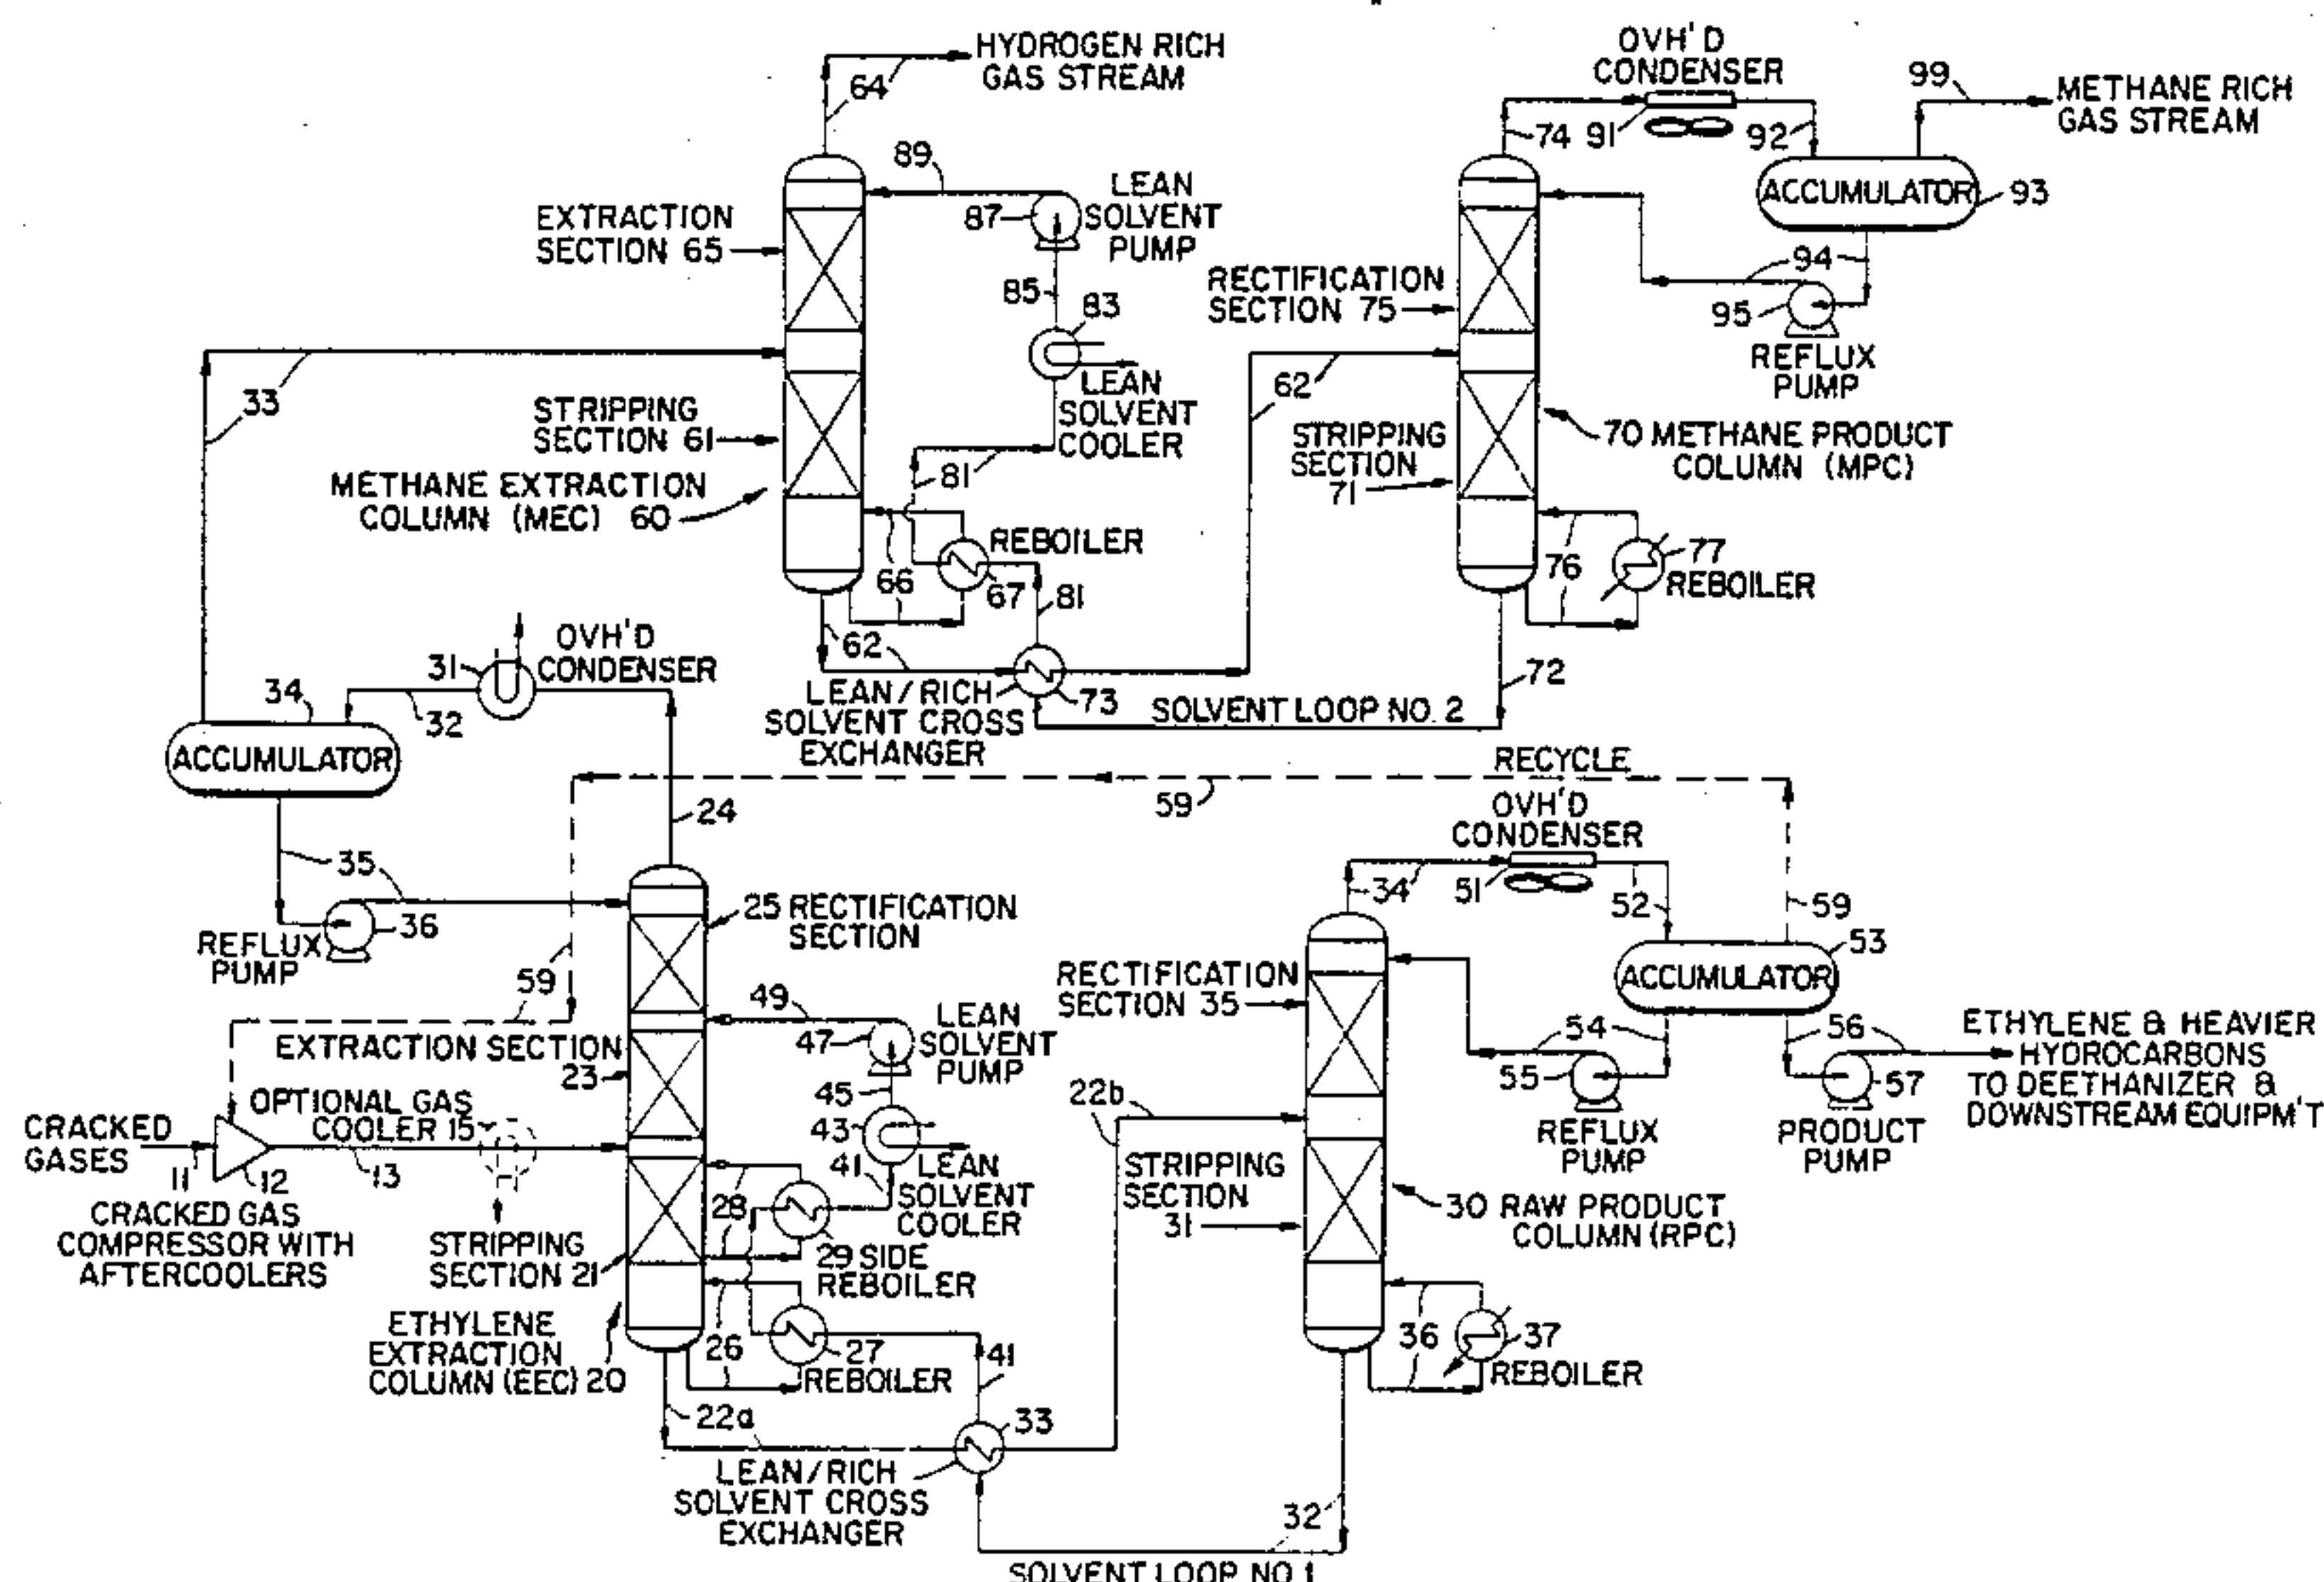 HYDROGEN RICH
GAS STREAM
64
OVH'D
CONDENSER
74
91
92
99
METHANE RICH
GAS STREAM
ACCUMULATOR
93
89
LEAN
SOLVENT
PUMP
87
EXTRACTION
SECTION 65
85
83
RECTIFICATION
SECTION 75
94
95
REFLUX
PUMP
33
LEAN
SOLVENT
COOLER
62
STRIPPING
SECTION 61
81
METHANE EXTRACTION
COLUMN (MEC) 60
STRIPPING
SECTION
71
70 METHANE PRODUCT
COLUMN (MPC)
REBOILER
66
67
81
76
77
REBOILER
62
LEAN/RICH
SOLVENT CROSS
EXCHANGER
73
72
SOLVENT LOOP NO. 2
31
OVH'D
CONDENSER
34
32
ACCUMULATOR
24
RECYCLE
59
35
36
REFLUX
PUMP
25 RECTIFICATION
SECTION
59
OVH'D
CONDENSER
34
51
52
59
53
ACCUMULATOR
RECTIFICATION
SECTION 35
49
LEAN
SOLVENT
PUMP
47
45
EXTRACTION SECTION
23
54
55
REFLUX
PUMP
56
57
PRODUCT
PUMP
ETHYLENE & HEAVIER
HYDROCARBONS
TO DEETHANIZER &
DOWNSTREAM EQUIPM'T
CRACKED
GASES
11
12
13
OPTIONAL GAS
COOLER 15
CRACKED GAS
COMPRESSOR WITH
AFTERCOOLERS
43
41
LEAN
SOLVENT
COOLER
28
29 SIDE
REBOILER
STRIPPING
SECTION 21
22b
STRIPPING
SECTION
31
30 RAW PRODUCT
COLUMN (RPC)
ETHYLENE
EXTRACTION
COLUMN (EEC) 20
26
27
REBOILER
41
36
37
REBOILER
22a
33
LEAN/RICH
SOLVENT CROSS
EXCHANGER
32
SOLVENT LOOP NO. 1